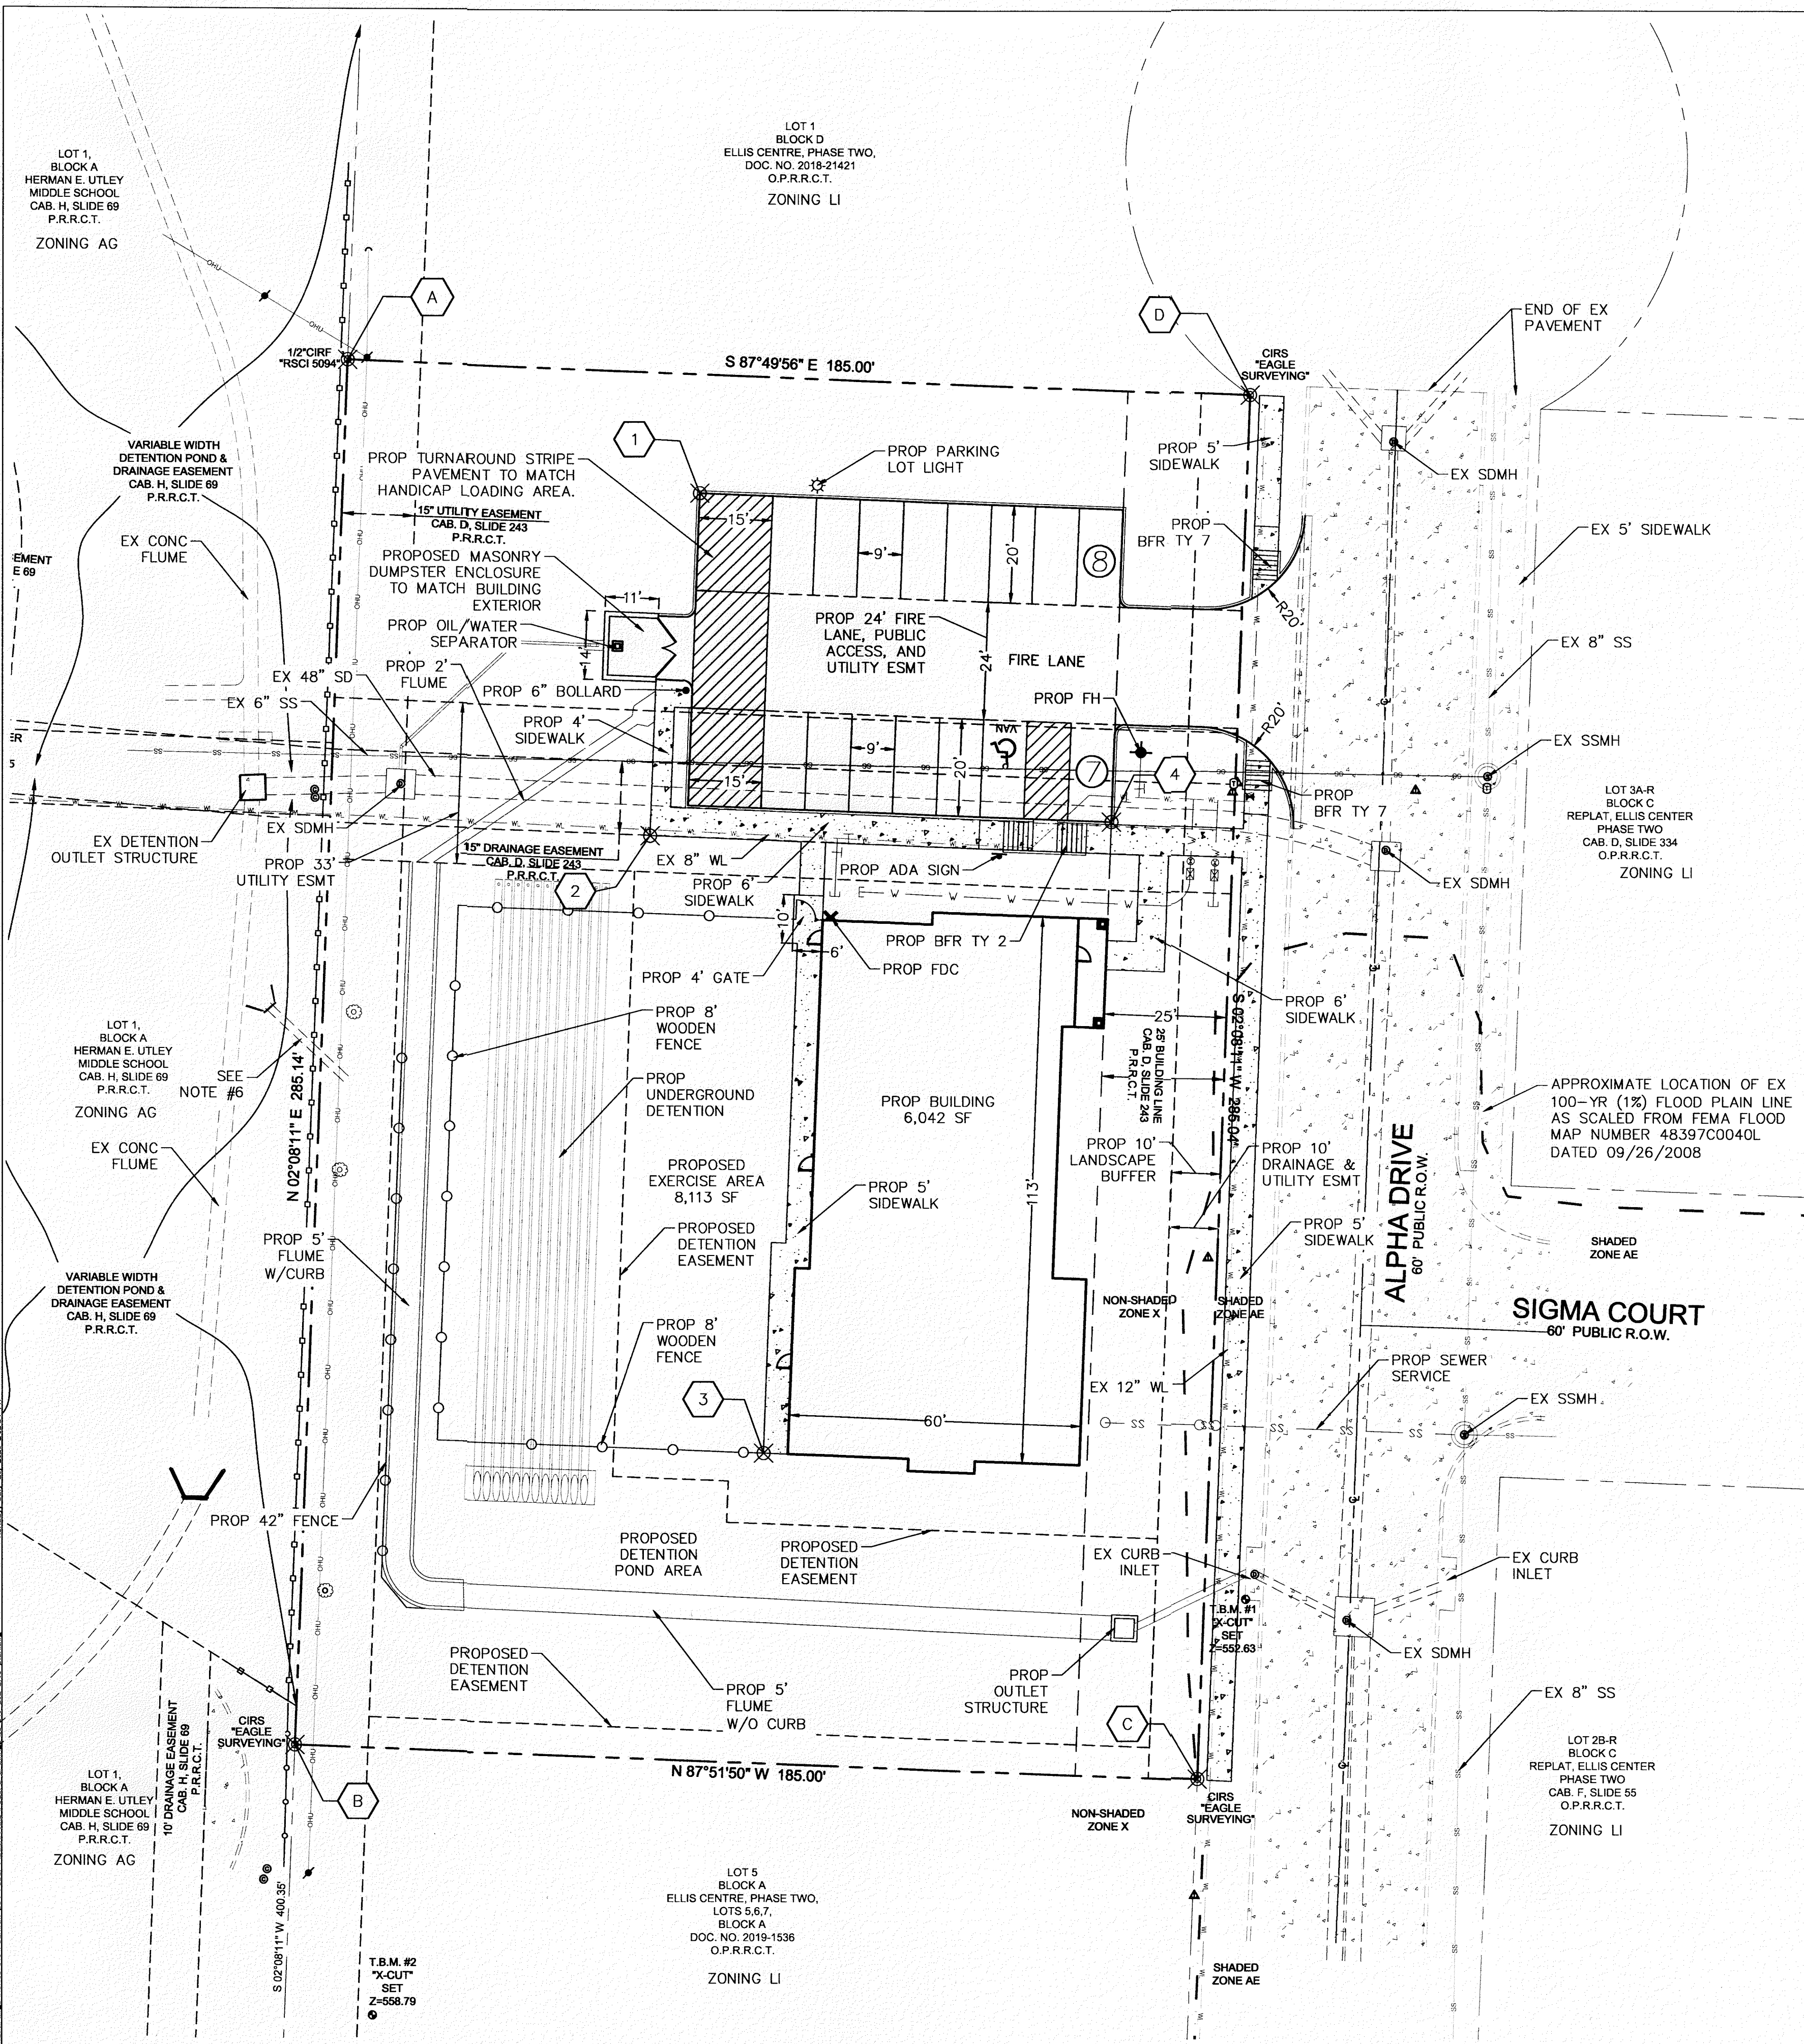 LOT 1
BLOCK D
ELLIS CENTRE, PHASE TWO,
DOC. NO. 2018-21421
O.P.R.R.C.T.
ZONING LI
LOT 1,
BLOCK A
HERMAN E. UTLEY
MIDDLE SCHOOL
CAB. H, SLIDE 69
P.R.R.C.T.
ZONING AG
OHU
OHU
A
D
END OF EX
PAVEMENT
1/2"CIRF
"RSCI 5094"
S 87°49'56" E 185.00'
CIRS
"EAGLE
SURVEYING"
VARIABLE WIDTH
DETENTION POND &
DRAINAGE EASEMENT
CAB. H, SLIDE 69
P.R.R.C.T.
1
PROP TURNAROUND STRIPE
PAVEMENT TO MATCH
HANDICAP LOADING AREA.
PROP PARKING
LOT LIGHT
PROP 5'
SIDEWALK
EX SDMH
15" UTILITY EASEMENT
CAB. D, SLIDE 243
P.R.R.C.T.
EX CONC
FLUME
15'
9'
20'
8
PROP
BFR TY 7
EX 5' SIDEWALK
EMENT
E 69
PROPOSED MASONRY
DUMPSTER ENCLOSURE
TO MATCH BUILDING
EXTERIOR
11'
14'
PROP OIL/WATER
SEPARATOR
PROP 24' FIRE
LANE, PUBLIC
ACCESS, AND
UTILITY ESMT
24'
FIRE LANE
R20'
EX 8" SS
PROP 2'
FLUME
EX 48" SD
EX 6" SS
PROP 6" BOLLARD
PROP FH
PROP 4'
SIDEWALK
R20'
ER
5
VAN
9'
20'
15'
7
4
EX SSMH
PROP
BFR TY 7
LOT 3A-R
BLOCK C
REPLAT, ELLIS CENTER
PHASE TWO
CAB. D, SLIDE 334
O.P.R.R.C.T.
ZONING LI
EX DETENTION
OUTLET STRUCTURE
EX SDMH
PROP 33'
UTILITY ESMT
15" DRAINAGE EASEMENT
CAB. D, SLIDE 243
P.R.R.C.T.
2
EX 8" WL
PROP 6'
SIDEWALK
PROP ADA SIGN
EX SDMH
10'
6'
PROP BFR TY 2
PROP FDC
PROP 4' GATE
PROP 8'
WOODEN
FENCE
PROP 6'
SIDEWALK
25'
25' BUILDING LINE
CAB. D, SLIDE 243
P.R.R.C.T.
S 02°08'11" W 286.04'
LOT 1,
BLOCK A
HERMAN E. UTLEY
MIDDLE SCHOOL
CAB. H, SLIDE 69
P.R.R.C.T.
ZONING AG
SEE
NOTE #6
N 02°08'11" E 285.14'
PROP
UNDERGROUND
DETENTION
PROP BUILDING
6,042 SF
APPROXIMATE LOCATION OF EX
100-YR (1%) FLOOD PLAIN LINE
AS SCALED FROM FEMA FLOOD
MAP NUMBER 48397C0040L
DATED 09/26/2008
EX CONC
FLUME
PROPOSED
EXERCISE AREA
8,113 SF
PROP 5'
SIDEWALK
113'
PROP 10'
LANDSCAPE
BUFFER
PROP 10'
DRAINAGE &
UTILITY ESMT
ALPHA DRIVE
60' PUBLIC R.O.W.
PROPOSED
DETENTION
EASEMENT
PROP 5'
FLUME
W/CURB
PROP 5'
SIDEWALK
SHADED
ZONE AE
VARIABLE WIDTH
DETENTION POND &
DRAINAGE EASEMENT
CAB. H, SLIDE 69
P.R.R.C.T.
NON-SHADED
ZONE X
SHADED
ZONE AE
SIGMA COURT
60' PUBLIC R.O.W.
PROP 8'
WOODEN
FENCE
PROP SEWER
SERVICE
3
EX 12" WL
EX SSMH
60'
PROP 42" FENCE
PROPOSED
DETENTION
POND AREA
PROPOSED
DETENTION
EASEMENT
EX CURB
INLET
EX CURB
INLET
T.B.M. #1
"X-CUT"
SET
Z=552.63
EX SDMH
PROPOSED
DETENTION
EASEMENT
PROP 5'
FLUME
W/O CURB
PROP
OUTLET
STRUCTURE
EX 8" SS
10' DRAINAGE EASEMENT
CAB. H, SLIDE 69
P.R.R.C.T.
CIRS
"EAGLE
SURVEYING"
C
B
N 87°51'50" W 185.00'
LOT 2B-R
BLOCK C
REPLAT, ELLIS CENTER
PHASE TWO
CAB. F, SLIDE 55
O.P.R.R.C.T.
ZONING LI
LOT 1,
BLOCK A
HERMAN E. UTLEY
MIDDLE SCHOOL
CAB. H, SLIDE 69
P.R.R.C.T.
ZONING AG
NON-SHADED
ZONE X
CIRS
"EAGLE
SURVEYING"
S 02°08'11" W 400.35'
LOT 5
BLOCK A
ELLIS CENTRE, PHASE TWO,
LOTS 5,6,7,
BLOCK A
DOC. NO. 2019-1536
O.P.R.R.C.T.
ZONING LI
T.B.M. #2
"X-CUT"
SET
Z=558.79
SHADED
ZONE AE